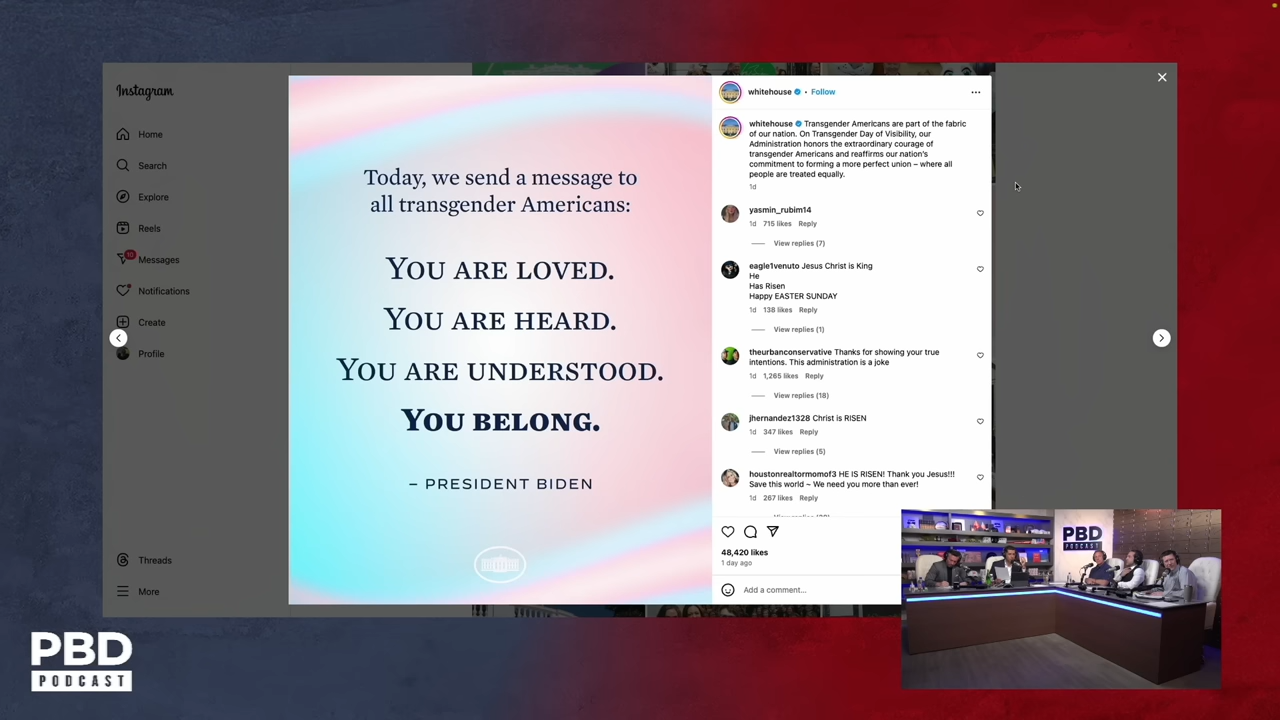 Instagram
Home
Search
Explore
Reels
10
Messages
Notifications
Create
Profile
Threads
More
Today, we send a message to
all transgender Americans:
YOU ARE LOVED.
YOU ARE HEARD.
YOU ARE UNDERSTOOD.
YOU BELONG.
– PRESIDENT BIDEN
whitehouse • Follow
whitehouse Transgender Americans are part of the fabric
of our nation. On Transgender Day of Visibility, our
Administration honors the extraordinary courage of
transgender Americans and reaffirms our nation's
commitment to forming a more perfect union – where all
people are treated equally.
1d
yasmin_rubim14
1d 715 likes Reply
View replies (7)
eagle1venuto Jesus Christ is King
He
Has Risen
Happy EASTER SUNDAY
1d 138 likes Reply
View replies (1)
theurbanconservative Thanks for showing your true
intentions. This administration is a joke
1d 1,265 likes Reply
View replies (18)
jhernandez1328 Christ is RISEN
1d 347 likes Reply
View replies (5)
houstonrealtormomof3 HE IS RISEN! Thank you Jesus!!!
Save this world ~ We need you more than ever!
1d 267 likes Reply
48,420 likes
1 day ago
Add a comment...
PBD
PODCAST
PBD
PODCAST